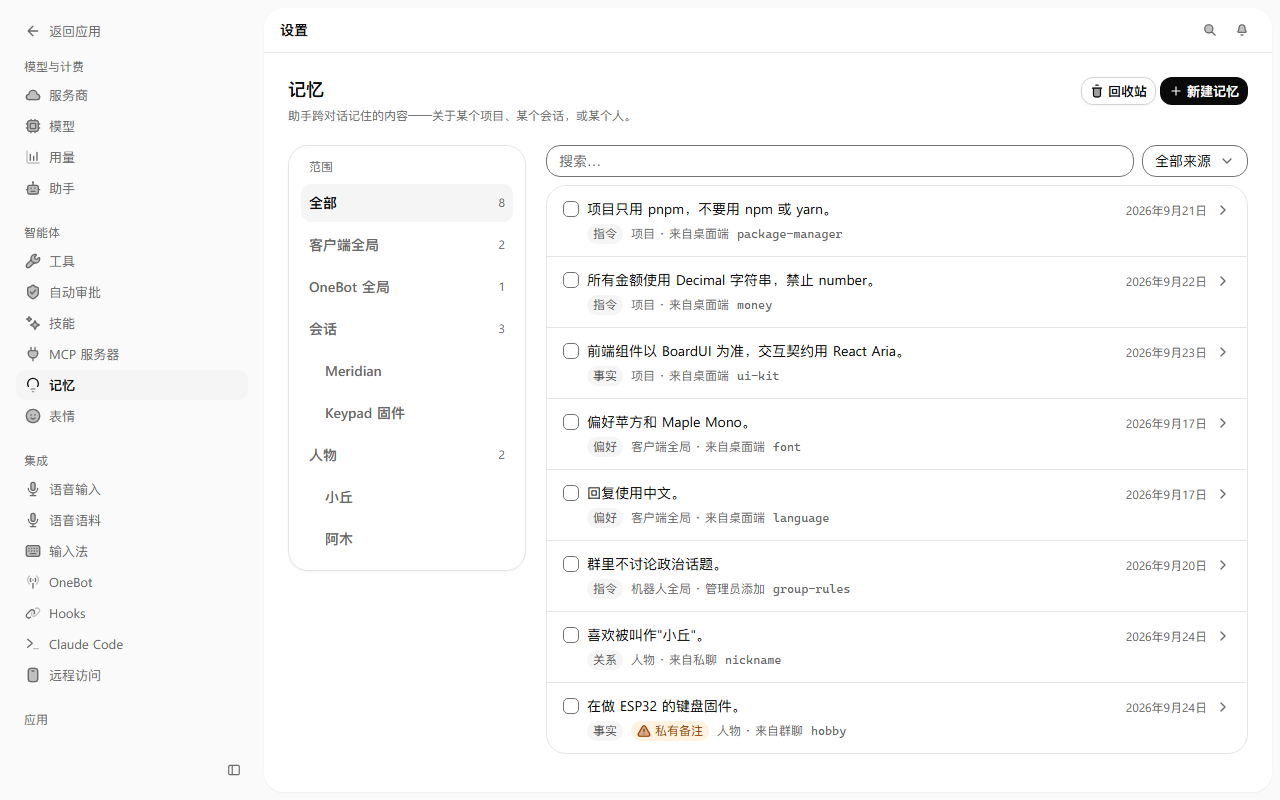 返回应用
模型与计费
服务商
模型
用量
助手
智能体
工具
自动审批
技能
MCP 服务器
记忆
表情
集成
语音输入
语音语料
输入法
OneBot
Hooks
Claude Code
远程访问
应用
设置
记忆
助手跨对话记住的内容——关于某个项目、某个会话，或某个人。
回收站
新建记忆
范围
全部 8
客户端全局 2
OneBot 全局 1
会话 3
Meridian
Keypad 固件
人物 2
小丘
阿木
搜索…
全部来源
项目只用 pnpm，不要用 npm 或 yarn。 2026年9月21日
指令 项目 · 来自桌面端 package-manager
所有金额使用 Decimal 字符串，禁止 number。 2026年9月22日
指令 项目 · 来自桌面端 money
前端组件以 BoardUI 为准，交互契约用 React Aria。 2026年9月23日
事实 项目 · 来自桌面端 ui-kit
偏好苹方和 Maple Mono。 2026年9月17日
偏好 客户端全局 · 来自桌面端 font
回复使用中文。 2026年9月17日
偏好 客户端全局 · 来自桌面端 language
群里不讨论政治话题。 2026年9月20日
指令 机器人全局 · 管理员添加 group-rules
喜欢被叫作"小丘"。 2026年9月24日
关系 人物 · 来自私聊 nickname
在做 ESP32 的键盘固件。 2026年9月24日
事实 私有备注 人物 · 来自群聊 hobby